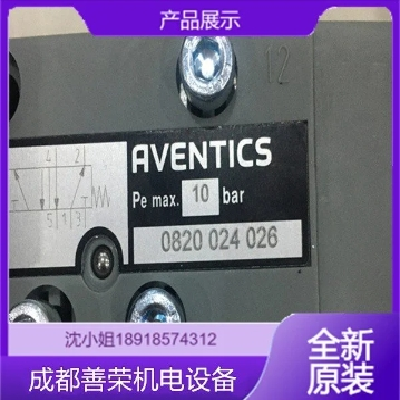 产品展示
12
4 2
5 1 3
AVENTICS
Pe max. 10 bar
0820 024 026
沈小姐18918574312
成都善荣机电设备
全新
原装